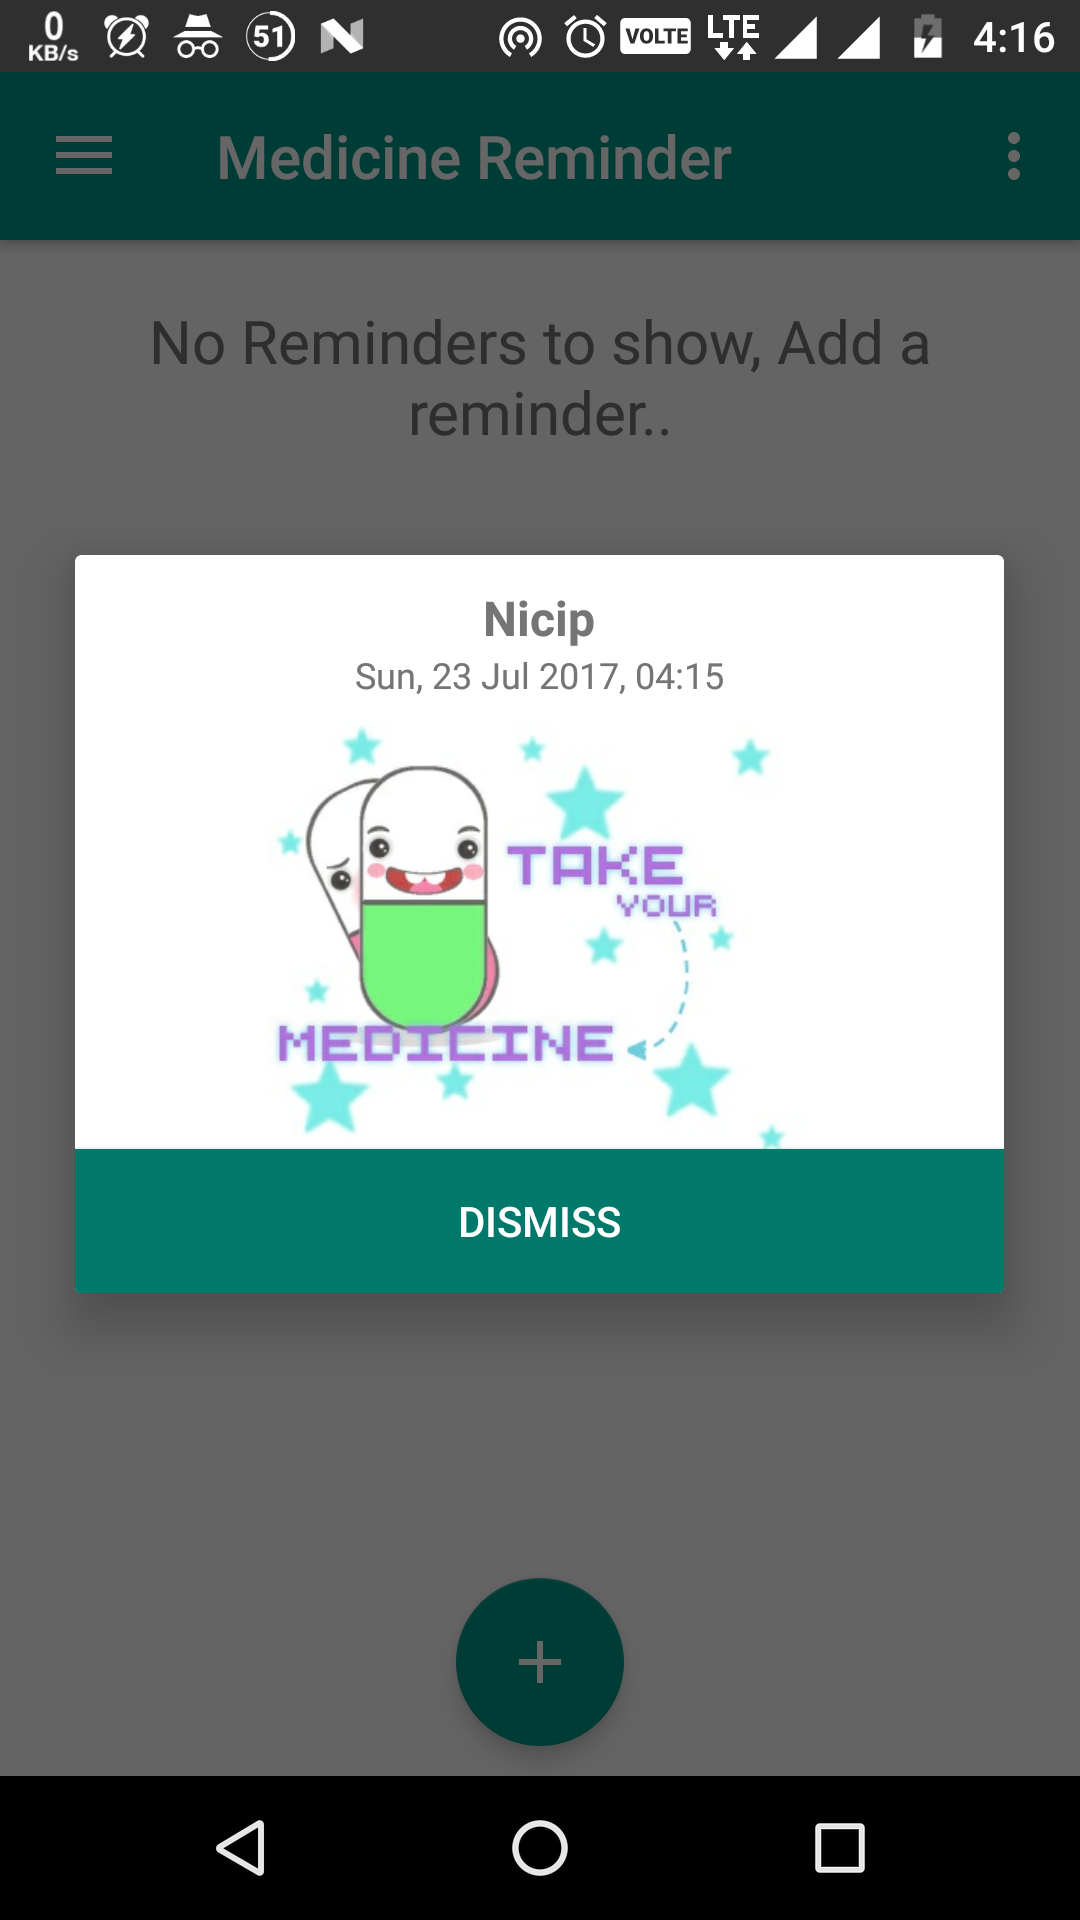 0
KB/s
51
VOLTE
LTE
4:16
Medicine Reminder
No Reminders to show, Add a
reminder..
Nicip
Sun, 23 Jul 2017, 04:15
TAKE
YOUR
MEDICINE
DISMISS